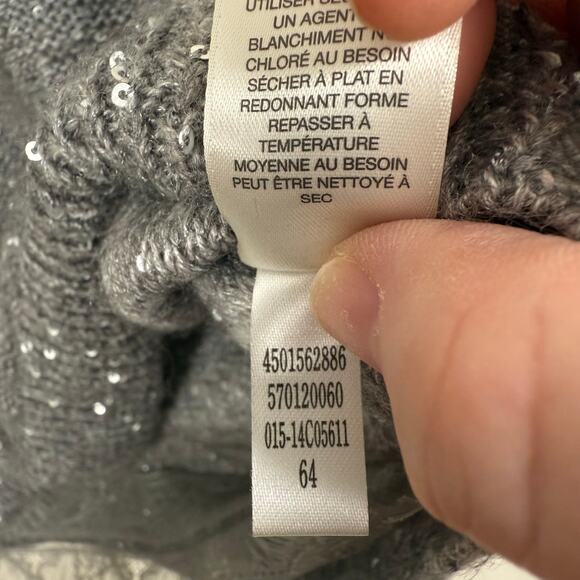 UTILISER
UN AGENT
BLANCHIMENT
CHLORÉ AU BESOIN
SÉCHER À PLAT EN
REDONNANT FORME
REPASSER À
TEMPÉRATURE
MOYENNE AU BESOIN
PEUT ÊTRE NETTOYÉ À
SEC
4501562886
570120060
015-14C05611
64